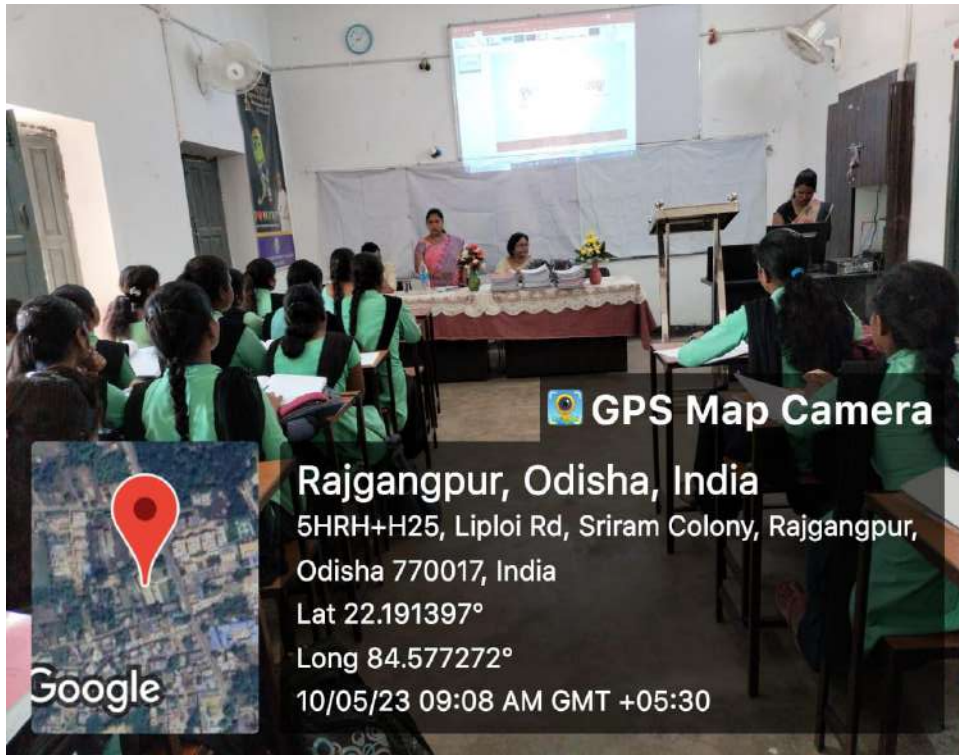 GPS Map Camera
Rajgangpur, Odisha, India
5HRH+H25, Liploi Rd, Sriram Colony, Rajgangpur,
Odisha 770017, India
Lat 22.191397°
Long 84.577272°
10/05/23 09:08 AM GMT +05:30
Google